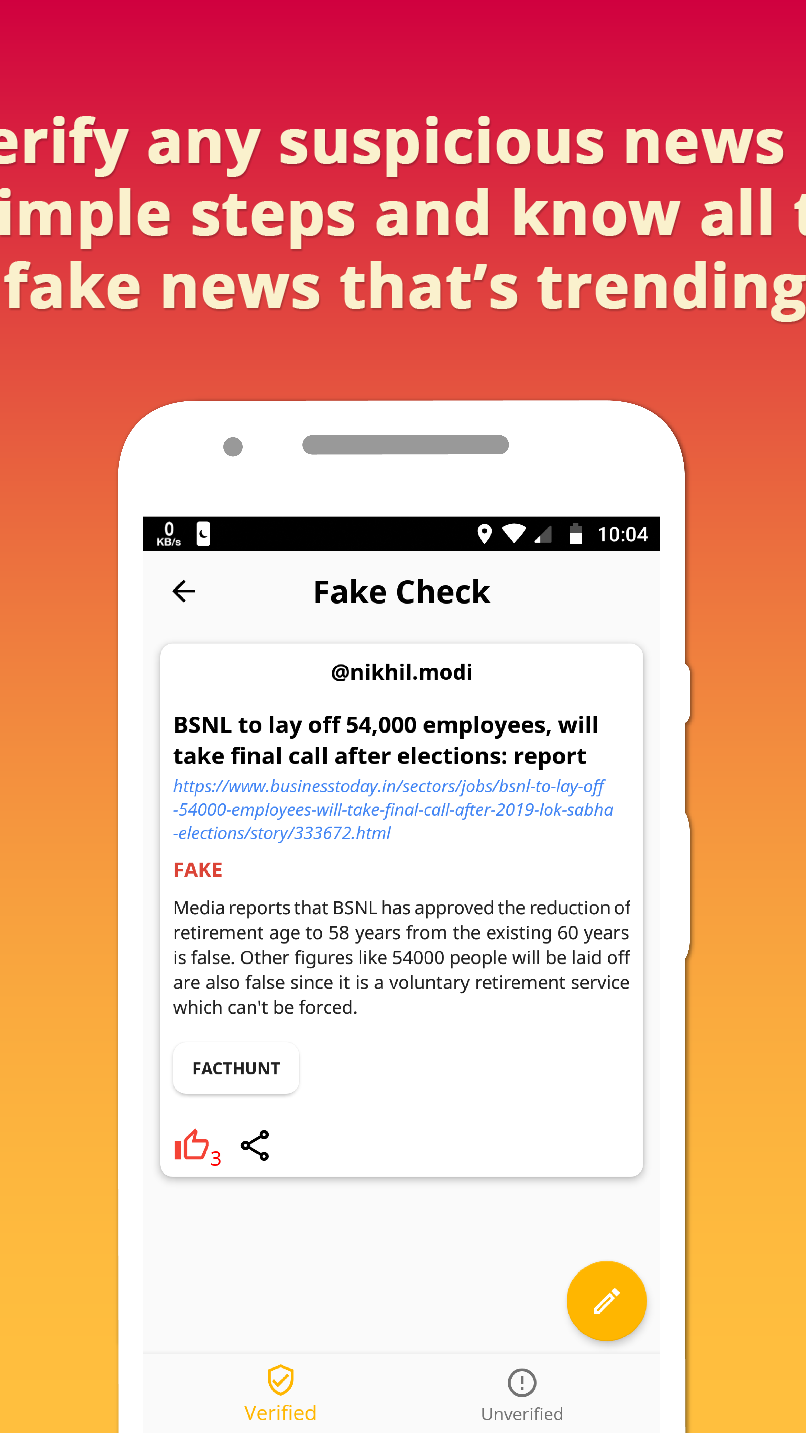 erify any suspicious news
imple steps and know all t
fake news that's trending
0
KB/s
10:04
Fake Check
@nikhil.modi
BSNL to lay off 54,000 employees, will
take final call after elections: report
https://www.businesstoday.in/sectors/jobs/bsnl-to-lay-off
-54000-employees-will-take-final-call-after-2019-lok-sabha
-elections/story/333672.html
FAKE
Media reports that BSNL has approved the reduction of
retirement age to 58 years from the existing 60 years
is false. Other figures like 54000 people will be laid off
are also false since it is a voluntary retirement service
which can't be forced.
FACTHUNT
3
Verified
Unverified